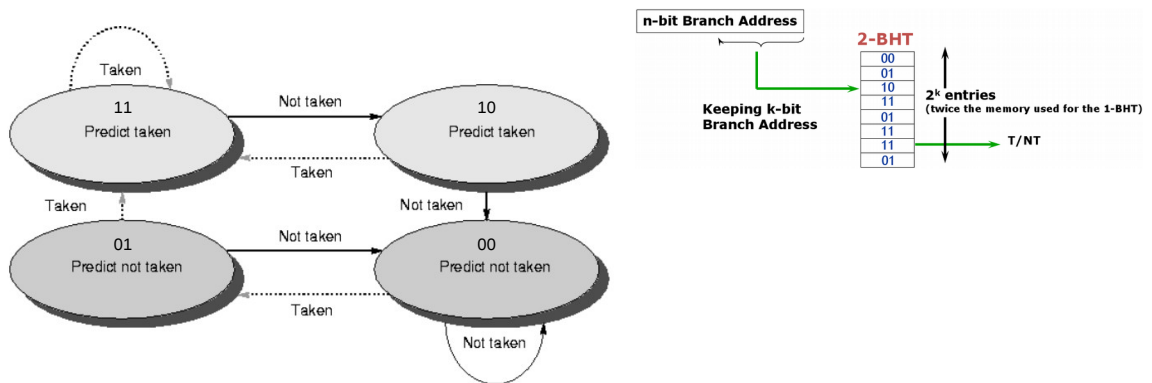 Taken
11
Predict taken
Not taken
10
Predict taken
Taken
Taken
Not taken
01
Predict not taken
Not taken
00
Predict not taken
Taken
Not taken
n-bit Branch Address
2-BHT
00
01
10
11
01
11
11
01
Keeping k-bit
Branch Address
2ᵏ entries
(twice the memory used for the 1-BHT)
T/NT